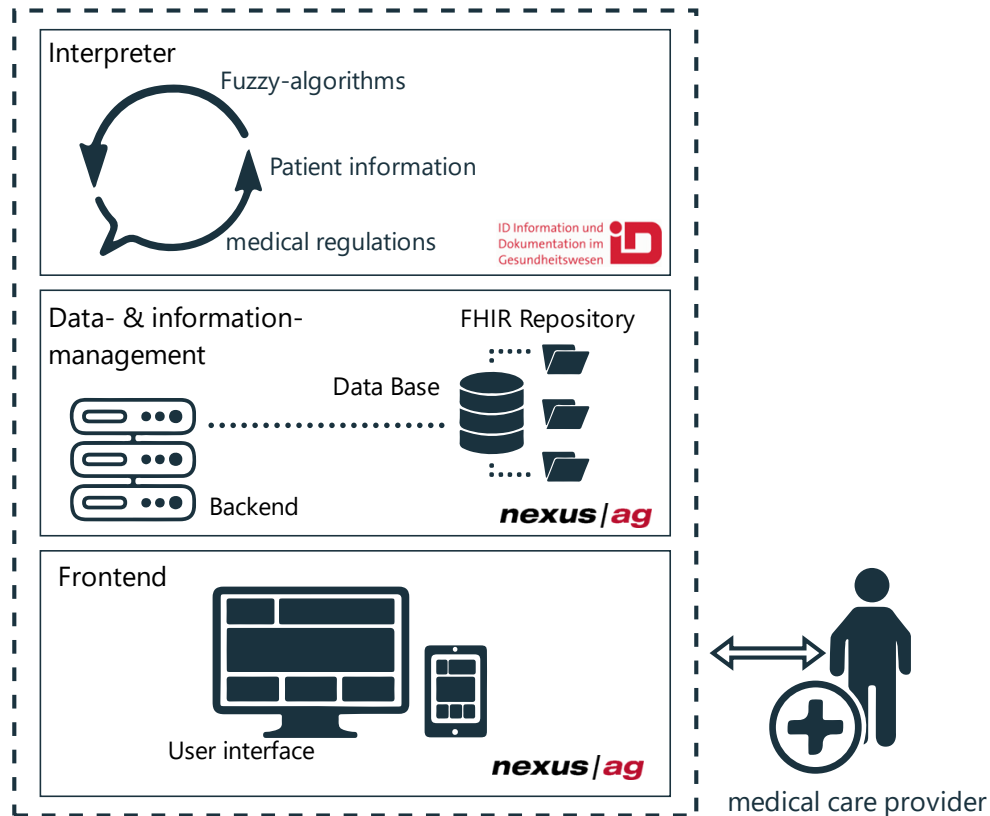 Interpreter
Fuzzy-algorithms
Patient information
medical regulations
ID Information und
Dokumentation im
Gesundheitswesen
iD
Data- & information-
management
FHIR Repository
Data Base
Backend
nexus|ag
Frontend
User interface
nexus|ag
medical care provider